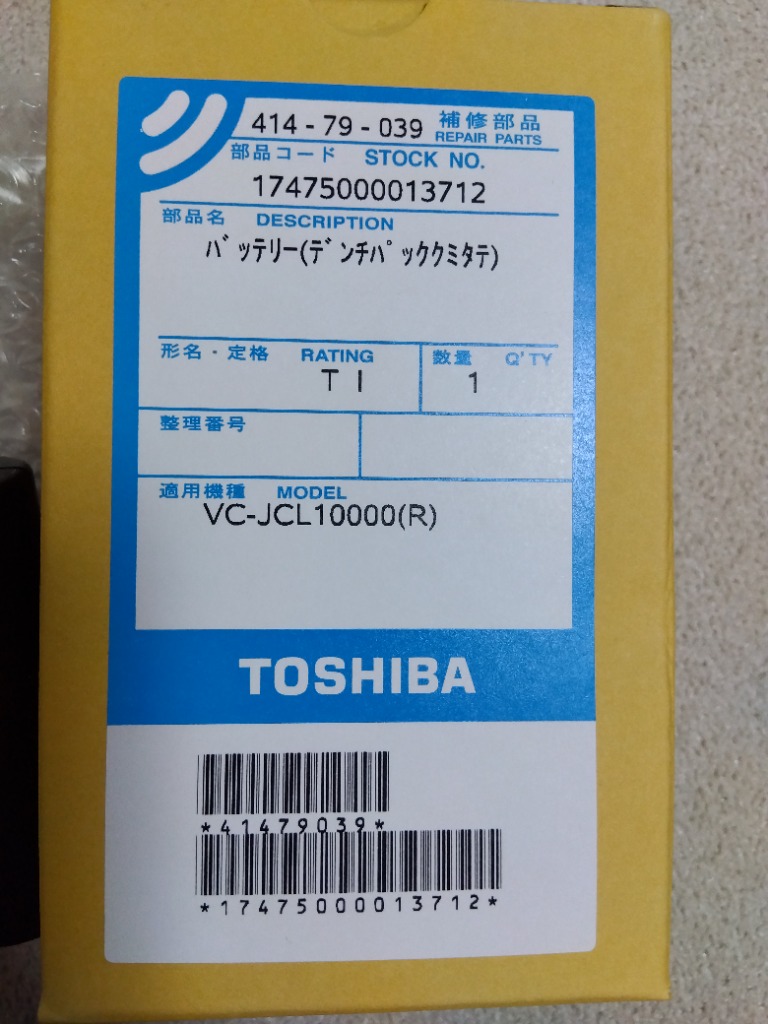 414-79-039 補修部品
REPAIR PARTS
部品コード STOCK NO.
17475000013712
部品名 DESCRIPTION
ﾊﾞｯﾃﾘｰ(ﾃﾞﾝﾁﾊﾟｯｸｸﾐﾀﾃ)
形名・定格 RATING 数量 Q'TY
TI 1
整理番号
適用機種 MODEL
VC-JCL10000(R)
TOSHIBA
*41479039*
*17475000013712*